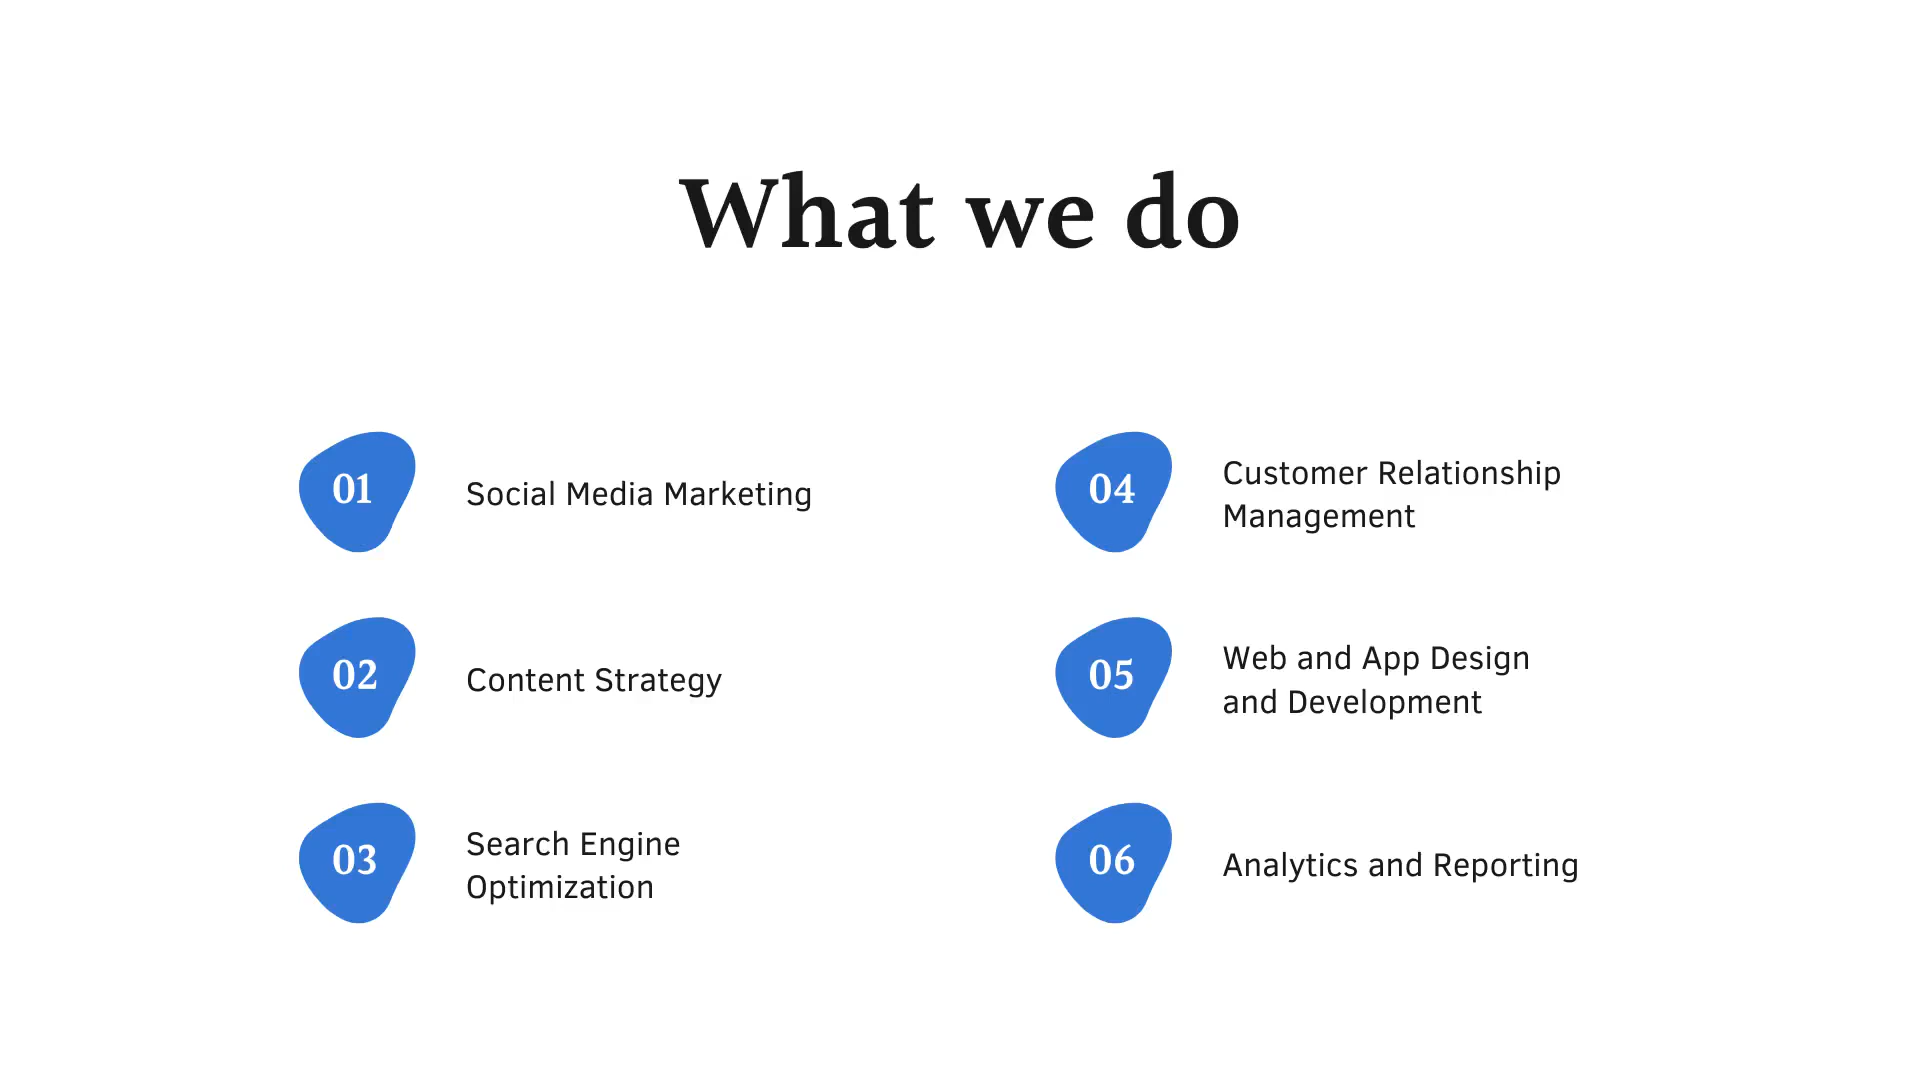 What we do
01
Social Media Marketing
02
Content Strategy
03
Search Engine
Optimization
04
Customer Relationship
Management
05
Web and App Design
and Development
06
Analytics and Reporting